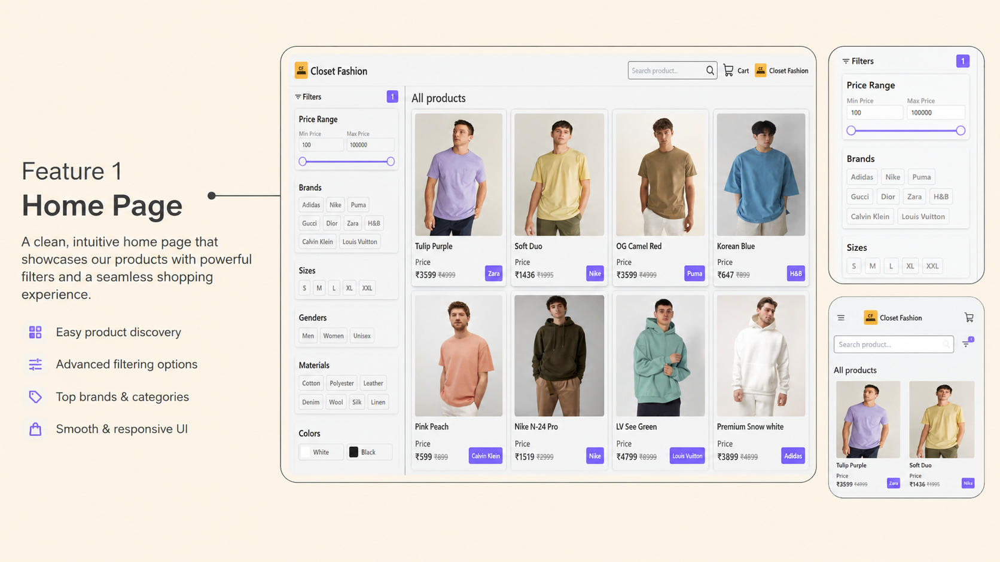 Feature 1
Home Page
A clean, intuitive home page that
showcases our products with powerful
filters and a seamless shopping
experience.
Easy product discovery
Advanced filtering options
Top brands & categories
Smooth & responsive UI
CF
Closet Fashion
Search product..
Cart
CF
Closet Fashion
Filters
1
Price Range
Min Price Max Price
100 100000
Brands
Adidas Nike Puma
Gucci Dior Zara H&B
Calvin Klein Louis Vuitton
Sizes
S M L XL XXL
Genders
Men Women Unisex
Materials
Cotton Polyester Leather
Denim Wool Silk Linen
Colors
White Black
All products
Tulip Purple
Price
₹3599 ₹4999 Zara
Soft Duo
Price
₹1436 ₹1995 Nike
OG Camel Red
Price
₹3599 ₹4999 Puma
Korean Blue
Price
₹647 ₹899 H&B
Pink Peach
Price
₹599 ₹899 Calvin Klein
Nike N-24 Pro
Price
₹1519 ₹2999 Nike
LV See Green
Price
₹4799 ₹8999 Louis Vuitton
Premium Snow white
Price
₹3899 ₹4899 Adidas
Filters
1
Price Range
Min Price Max Price
100 100000
Brands
Adidas Nike Puma
Gucci Dior Zara H&B
Calvin Klein Louis Vuitton
Sizes
S M L XL XXL
CF
Closet Fashion
Search product...
1
All products
Tulip Purple
Price
₹3599 ₹4999 Zara
Soft Duo
Price
₹1436 ₹1995 Nike